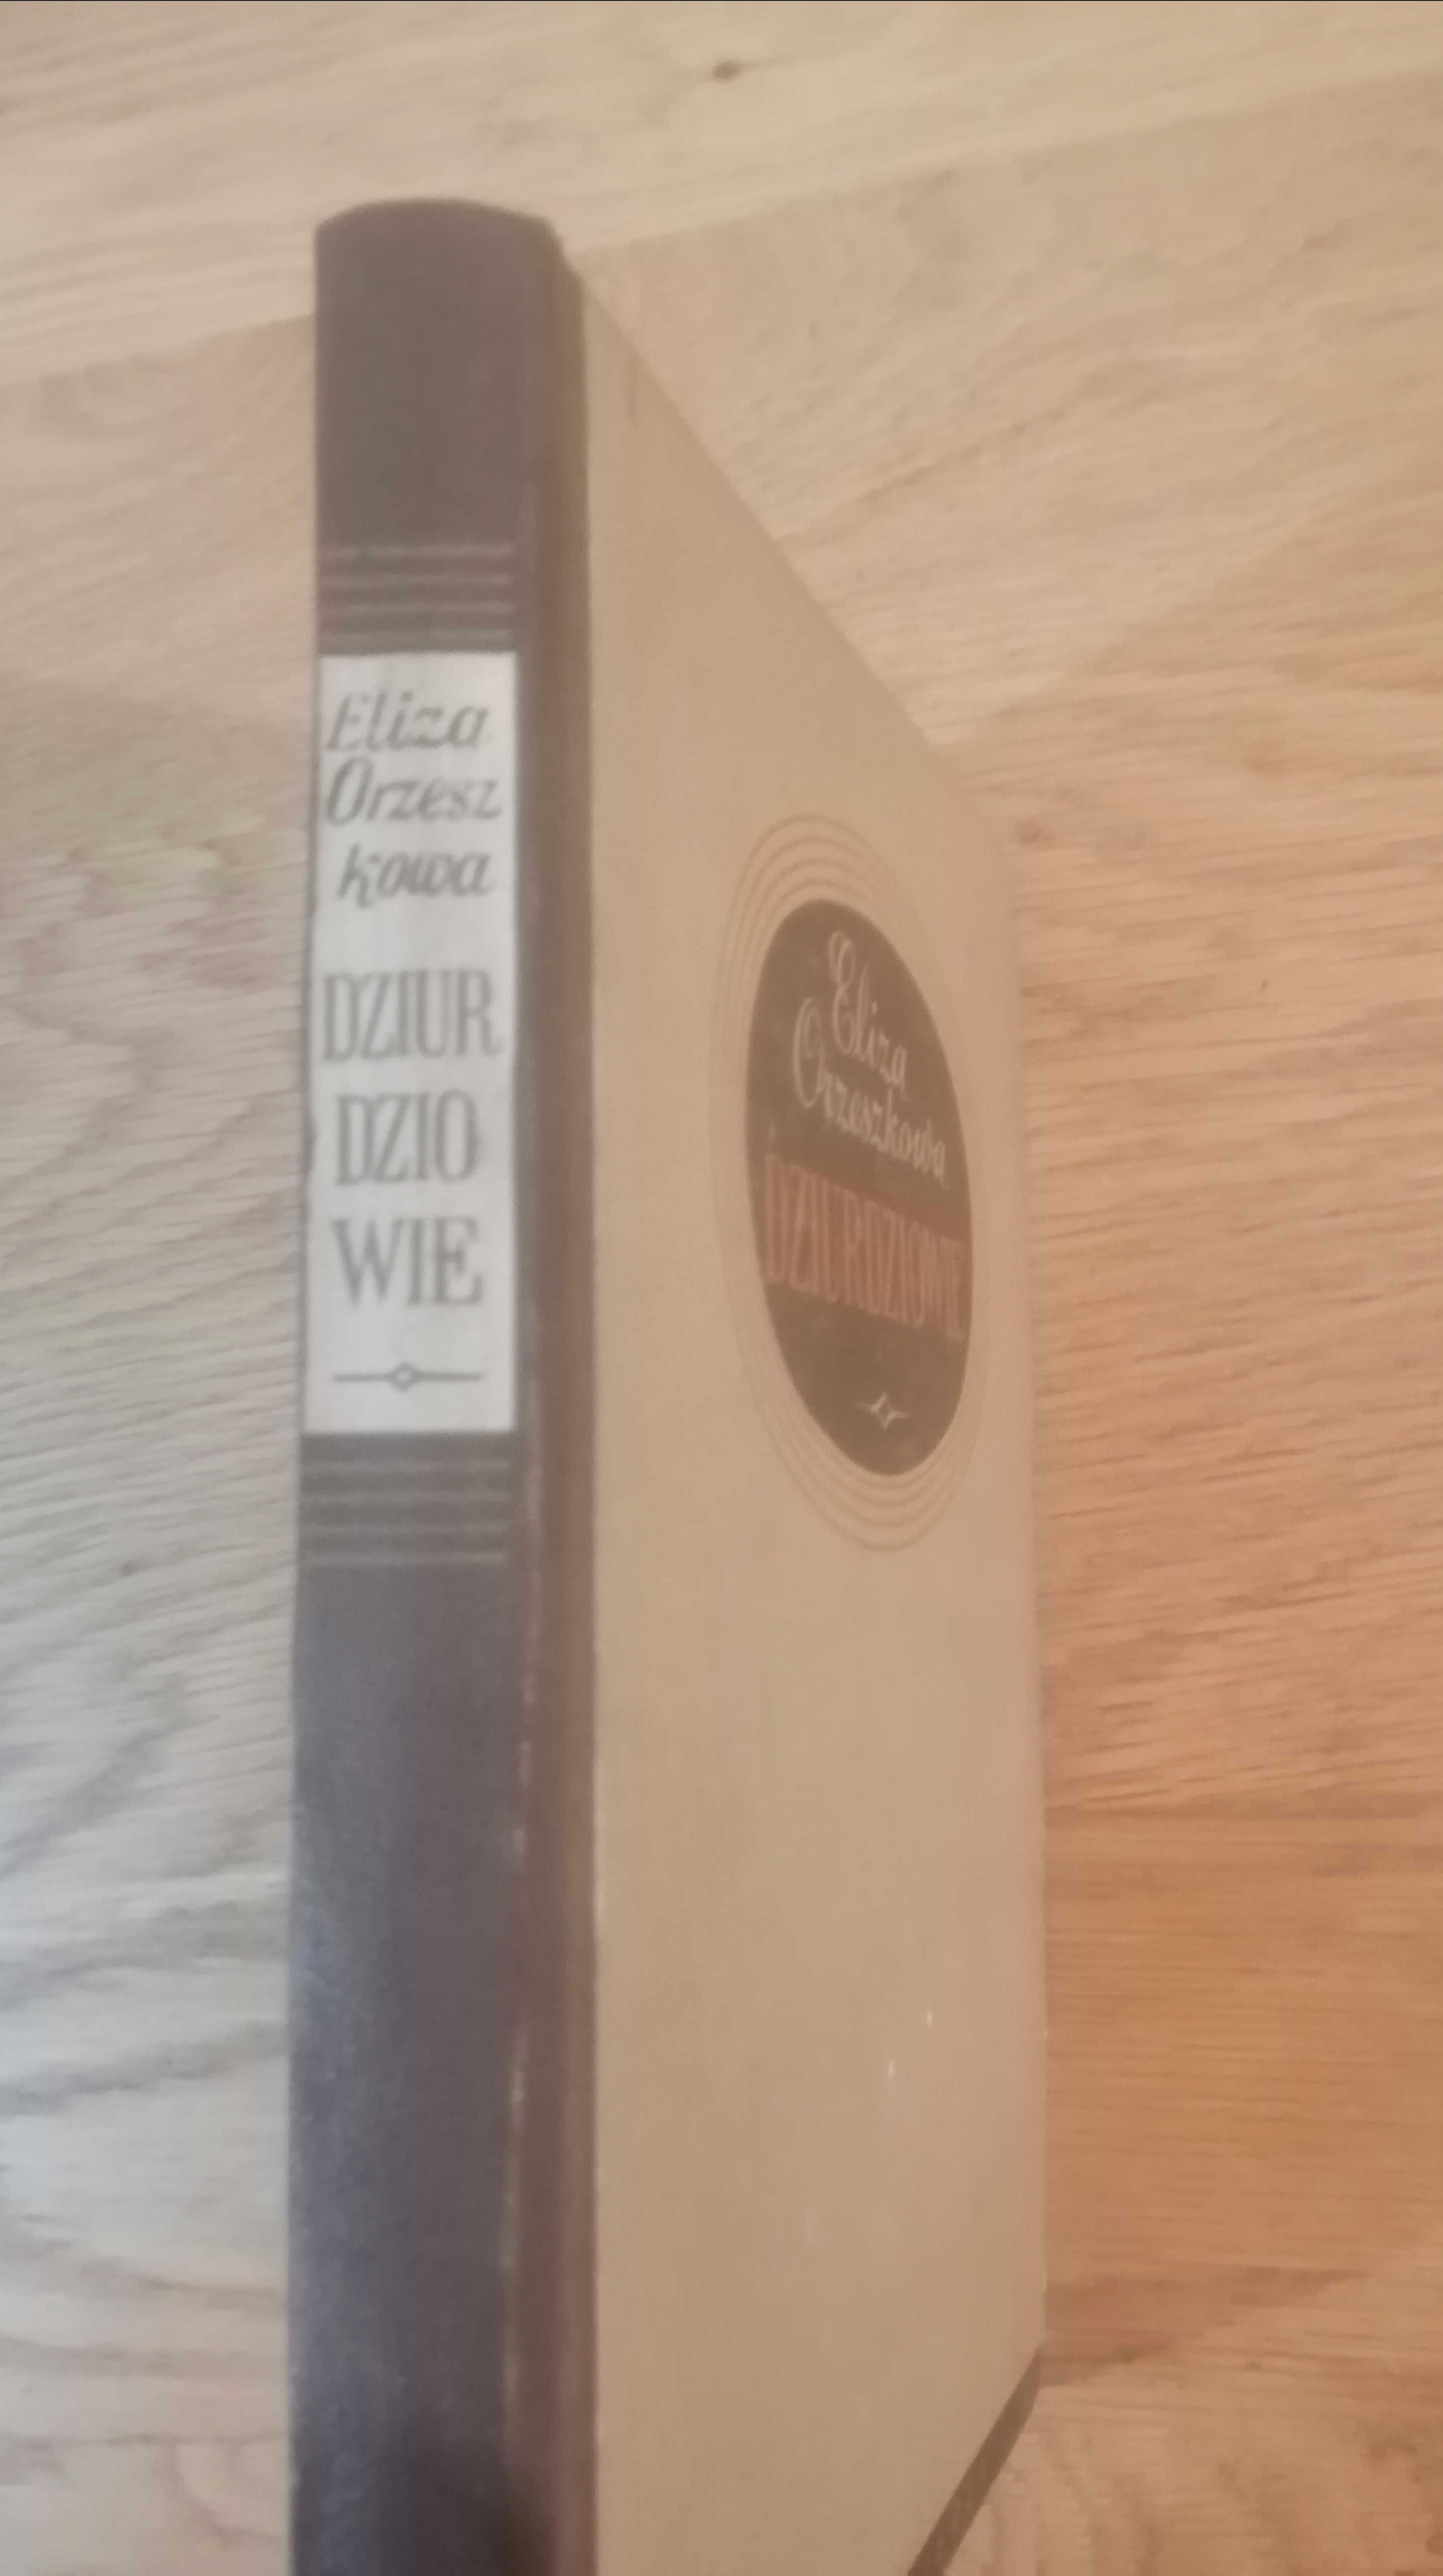 Eliza
Orzesz
kowa
DZIUR
DZIO
WIE
Eliza
Orzeszkowa
DZIURDZIOWIE